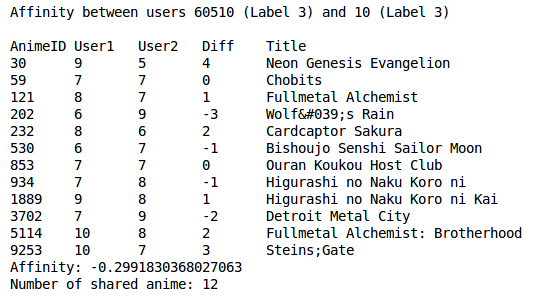 Affinity between users 60510 (Label 3) and 10 (Label 3)
AnimeID User1 User2 Diff Title
30 9 5 4 Neon Genesis Evangelion
59 7 7 0 Chobits
121 8 7 1 Fullmetal Alchemist
202 6 9 -3 Wolf&#039;s Rain
232 8 6 2 Cardcaptor Sakura
530 6 7 -1 Bishoujo Senshi Sailor Moon
853 7 7 0 Ouran Koukou Host Club
934 7 8 -1 Higurashi no Naku Koro ni
1889 9 8 1 Higurashi no Naku Koro ni Kai
3702 7 9 -2 Detroit Metal City
5114 10 8 2 Fullmetal Alchemist: Brotherhood
9253 10 7 3 Steins;Gate
Affinity: -0.2991830368027063
Number of shared anime: 12